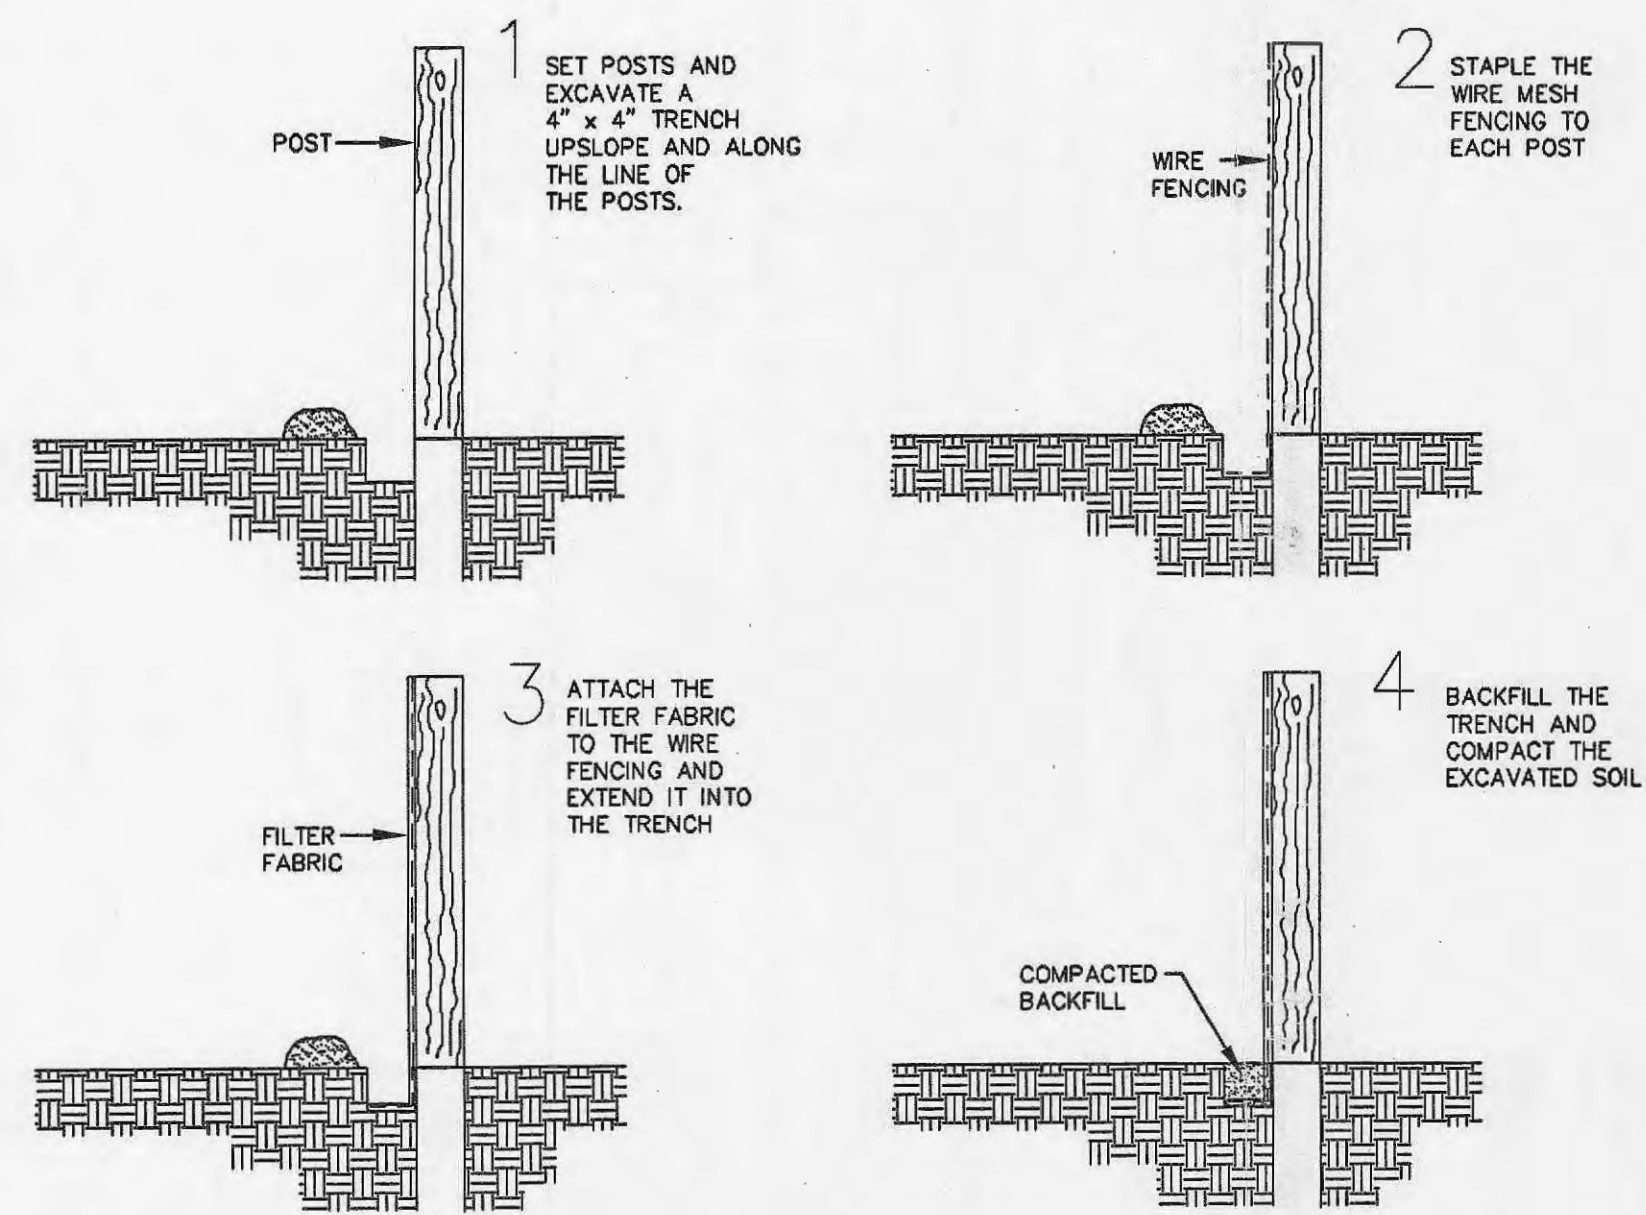 1
SET POSTS AND
EXCAVATE A
4" x 4" TRENCH
UPSLOPE AND ALONG
THE LINE OF
THE POSTS.
POST
2
STAPLE THE
WIRE MESH
FENCING TO
EACH POST
WIRE
FENCING
3
ATTACH THE
FILTER FABRIC
TO THE WIRE
FENCING AND
EXTEND IT INTO
THE TRENCH
FILTER
FABRIC
4
BACKFILL THE
TRENCH AND
COMPACT THE
EXCAVATED SOIL
COMPACTED
BACKFILL